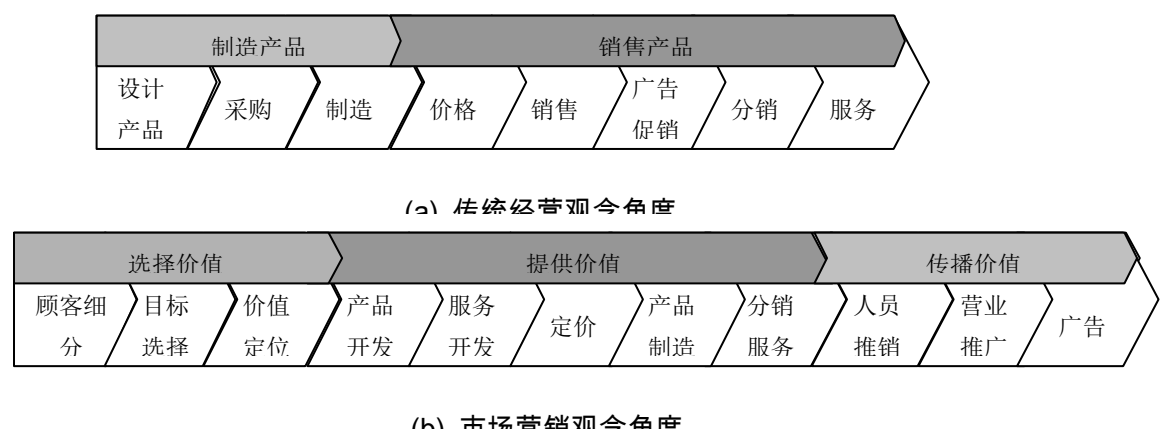 制造产品 销售产品
设计 广告
采购 制造 价格 销售 分销 服务
产品 促销
(a) 传统经营观念角度
选择价值 提供价值 传播价值
顾客细 目标 价值 产品 服务 产品 分销 人员 营业
定价 广告
分 选择 定位 开发 开发 制造 服务 推销 推广
(b) 市场营销观念角度